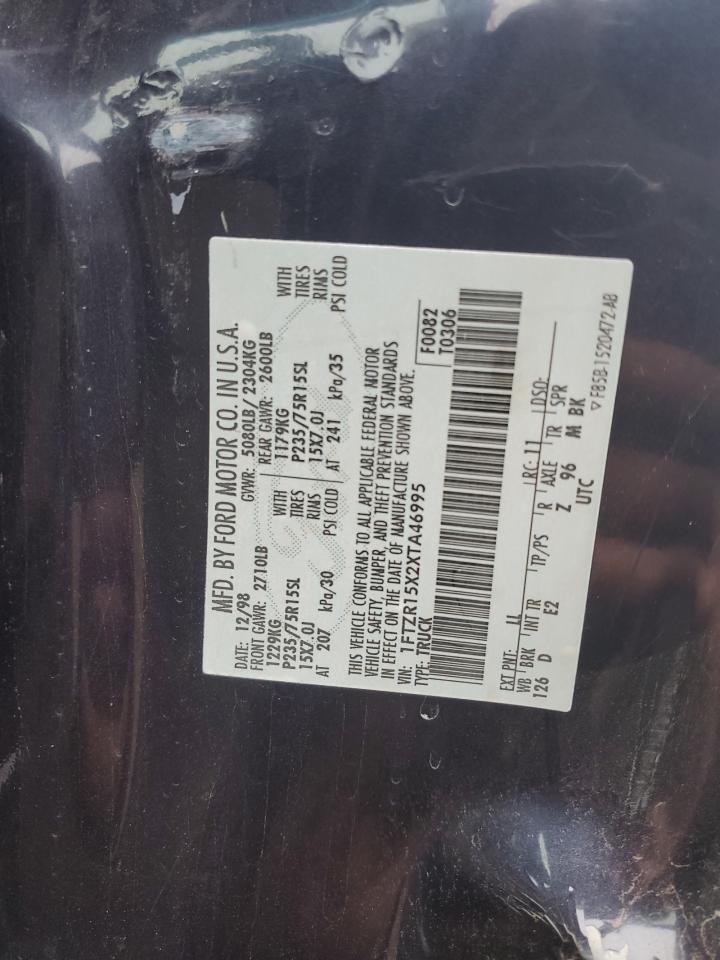 MFD. BY FORD MOTOR CO. IN U.S.A.
DATE: 12/98 GVWR: 5080LB/ 2304KG
FRONT GAWR: 2710LB REAR GAWR: 2600LB
1229KG WITH 1179KG WITH
P235/75R15SL TIRES P235/75R15SL TIRES
15X7.0J RIMS 15X7.0J RIMS
AT 207 kPa/30 PSI COLD AT 241 kPa/35 PSI COLD
THIS VEHICLE CONFORMS TO ALL APPLICABLE FEDERAL MOTOR
VEHICLE SAFETY, BUMPER, AND THEFT PREVENTION STANDARDS
IN EFFECT ON THE DATE OF MANUFACTURE SHOWN ABOVE.
VIN: 1FTZR15X2XTA46995 F0082
TYPE: TRUCK T0306
EXT PNT: LL RC: 11 DSO:
WB BRK INT TR TP/PS R AXLE TR SPR
126 D E2 Z 96 M BK
UTC
▽ F85B-1520472-AB